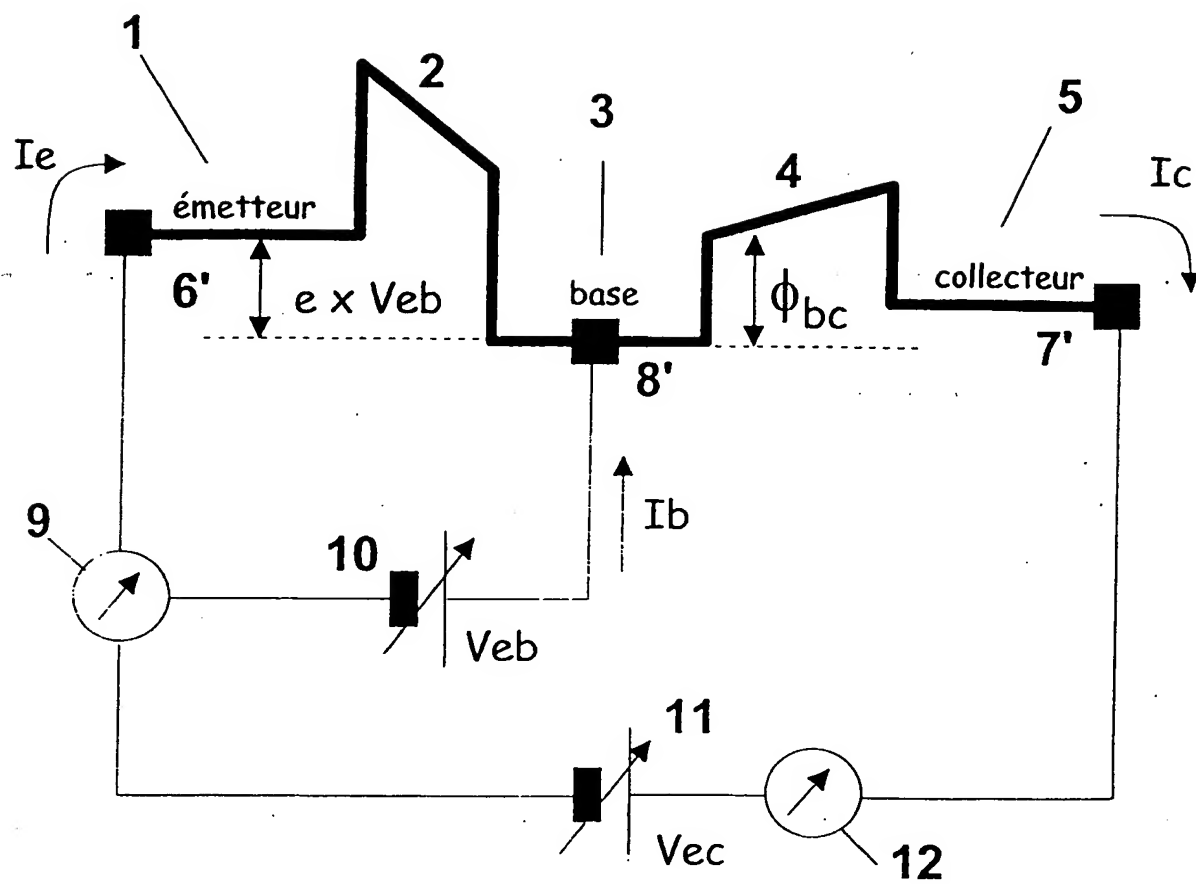 1
2
3
5
Ie
4
Ic
émetteur
6'
e x Veb
base
ϕbc
collecteur
7'
8'
9
10
Ib
Veb
11
Vec
12